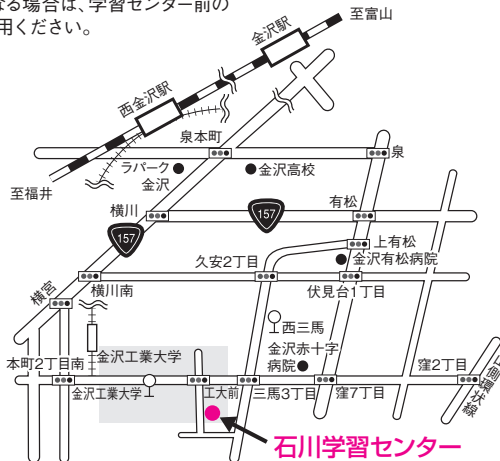 なる場合は、学習センター前の
用ください。
至富山
金沢駅
西金沢駅
泉本町
泉
ラパーク
金沢
金沢高校
至福井
横川
157
157
有松
上有松
金沢有松病院
久安2丁目
横川南
伏見台1丁目
横宮
西三馬
金沢赤十字
病院
本町2丁目南
金沢工業大学
窪2丁目
金沢工業大学
工大前
三馬3丁目
窪7丁目
山側環状線
石川学習センター